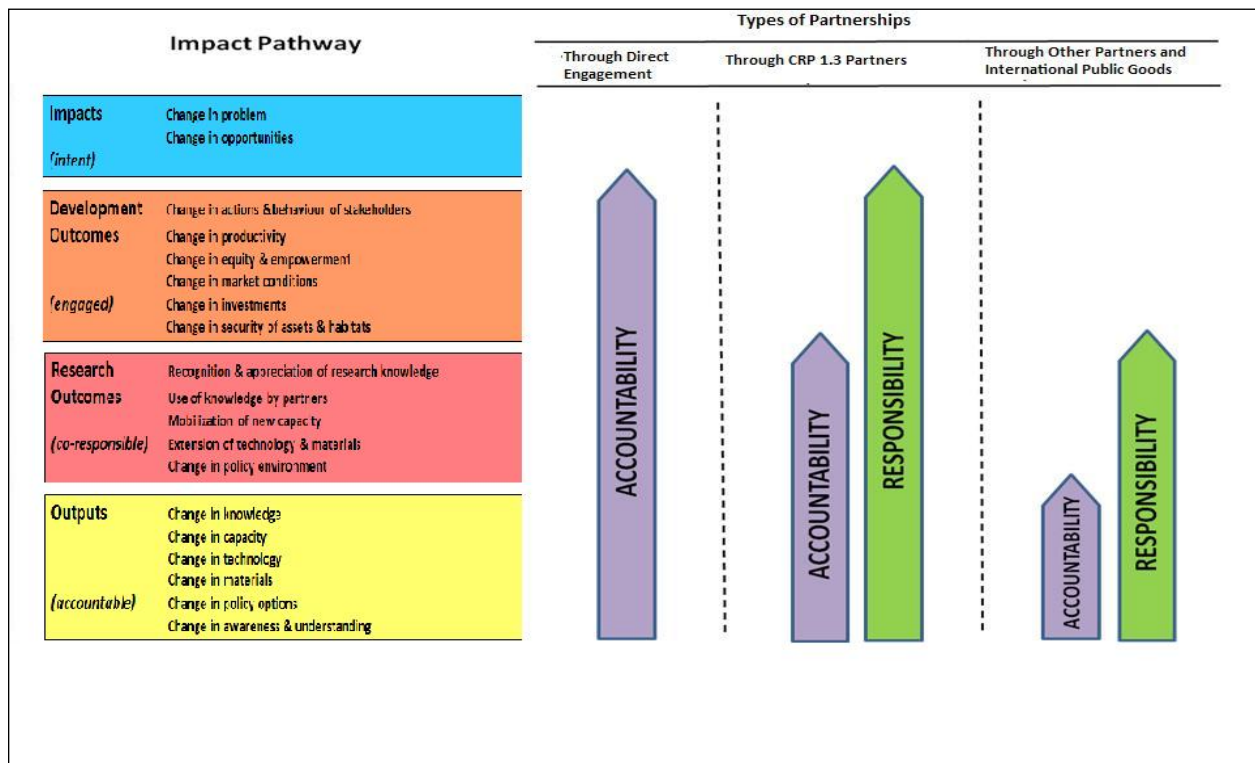 Impact Pathway
Types of Partnerships
·Through Direct
Engagement
Through CRP 1.3 Partners
Through Other Partners and
International Public Goods
Impacts
Change in problem
Change in opportunities
(intent)
Development
Change in actions & behaviour of stakeholders
Outcomes
Change in productivity
Change in equity & empowerment
Change in market conditions
(engaged)
Change in investments
Change in security of assets & habitats
Research
Recognition & appreciation of research knowledge
Outcomes
Use of knowledge by partners
Mobilization of new capacity
(co-responsible)
Extension of technology & materials
Change in policy environment
Outputs
Change in knowledge
Change in capacity
Change in technology
Change in materials
(accountable)
Change in policy options
Change in awareness & understanding
ACCOUNTABILITY
ACCOUNTABILITY
RESPONSIBILITY
ACCOUNTABILITY
RESPONSIBILITY